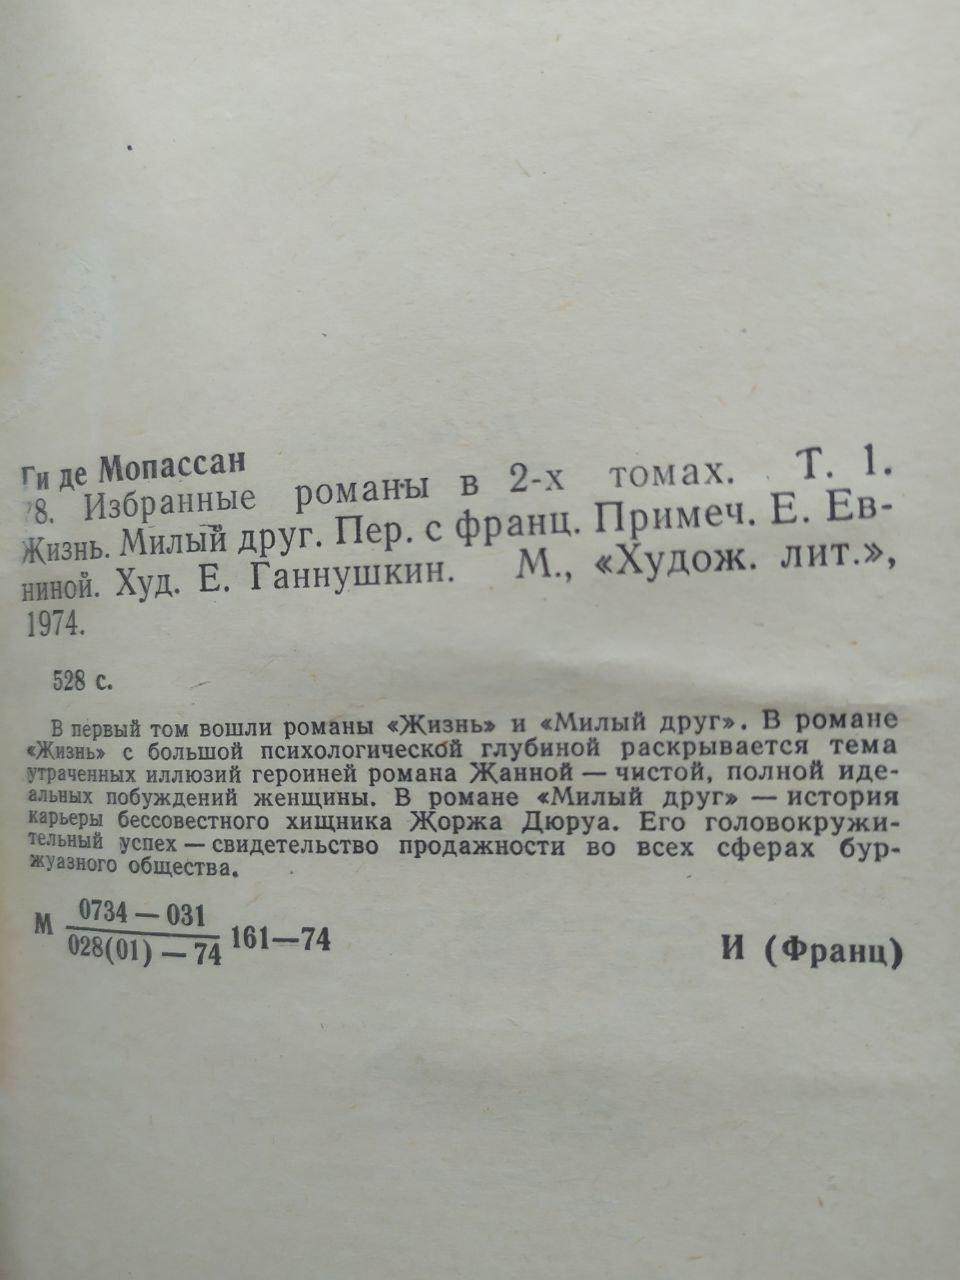 Ги де Мопассан
78. Избранные романы в 2-х томах. Т. 1.
Жизнь. Милый друг. Пер. с франц. Примеч. Е. Ев-
ниной. Худ. Е. Ганнушкин. М., «Худож. лит.»,
1974.
528 с.
В первый том вошли романы «Жизнь» и «Милый друг». В романе
«Жизнь» с большой психологической глубиной раскрывается тема
утраченных иллюзий героиней романа Жанной — чистой, полной иде-
альных побуждений женщины. В романе «Милый друг» — история
карьеры бессовестного хищника Жоржа Дюруа. Его головокружи-
тельный успех — свидетельство продажности во всех сферах бур-
жуазного общества.
М 0734 — 031
028(01) — 74 161—74
И (Франц)